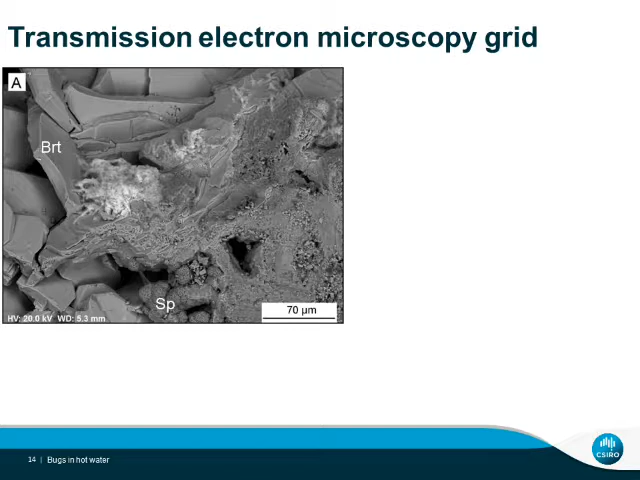 Transmission electron microscopy grid
A
Brt
Sp
70 µm
HV: 20.0 kV WD: 5.3 mm
14 | Bugs in hot water
CSIRO